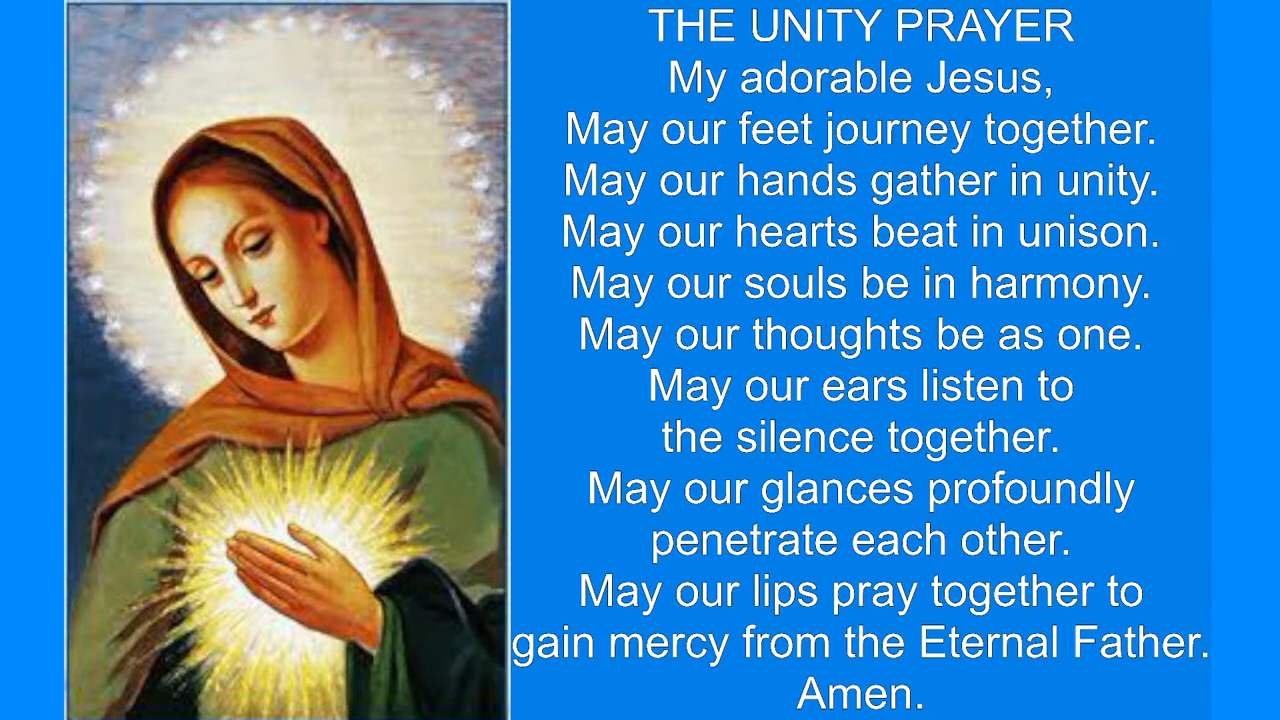 THE UNITY PRAYER
My adorable Jesus,
May our feet journey together.
May our hands gather in unity.
May our hearts beat in unison.
May our souls be in harmony.
May our thoughts be as one.
May our ears listen to
the silence together.
May our glances profoundly
penetrate each other.
May our lips pray together to
gain mercy from the Eternal Father.
Amen.